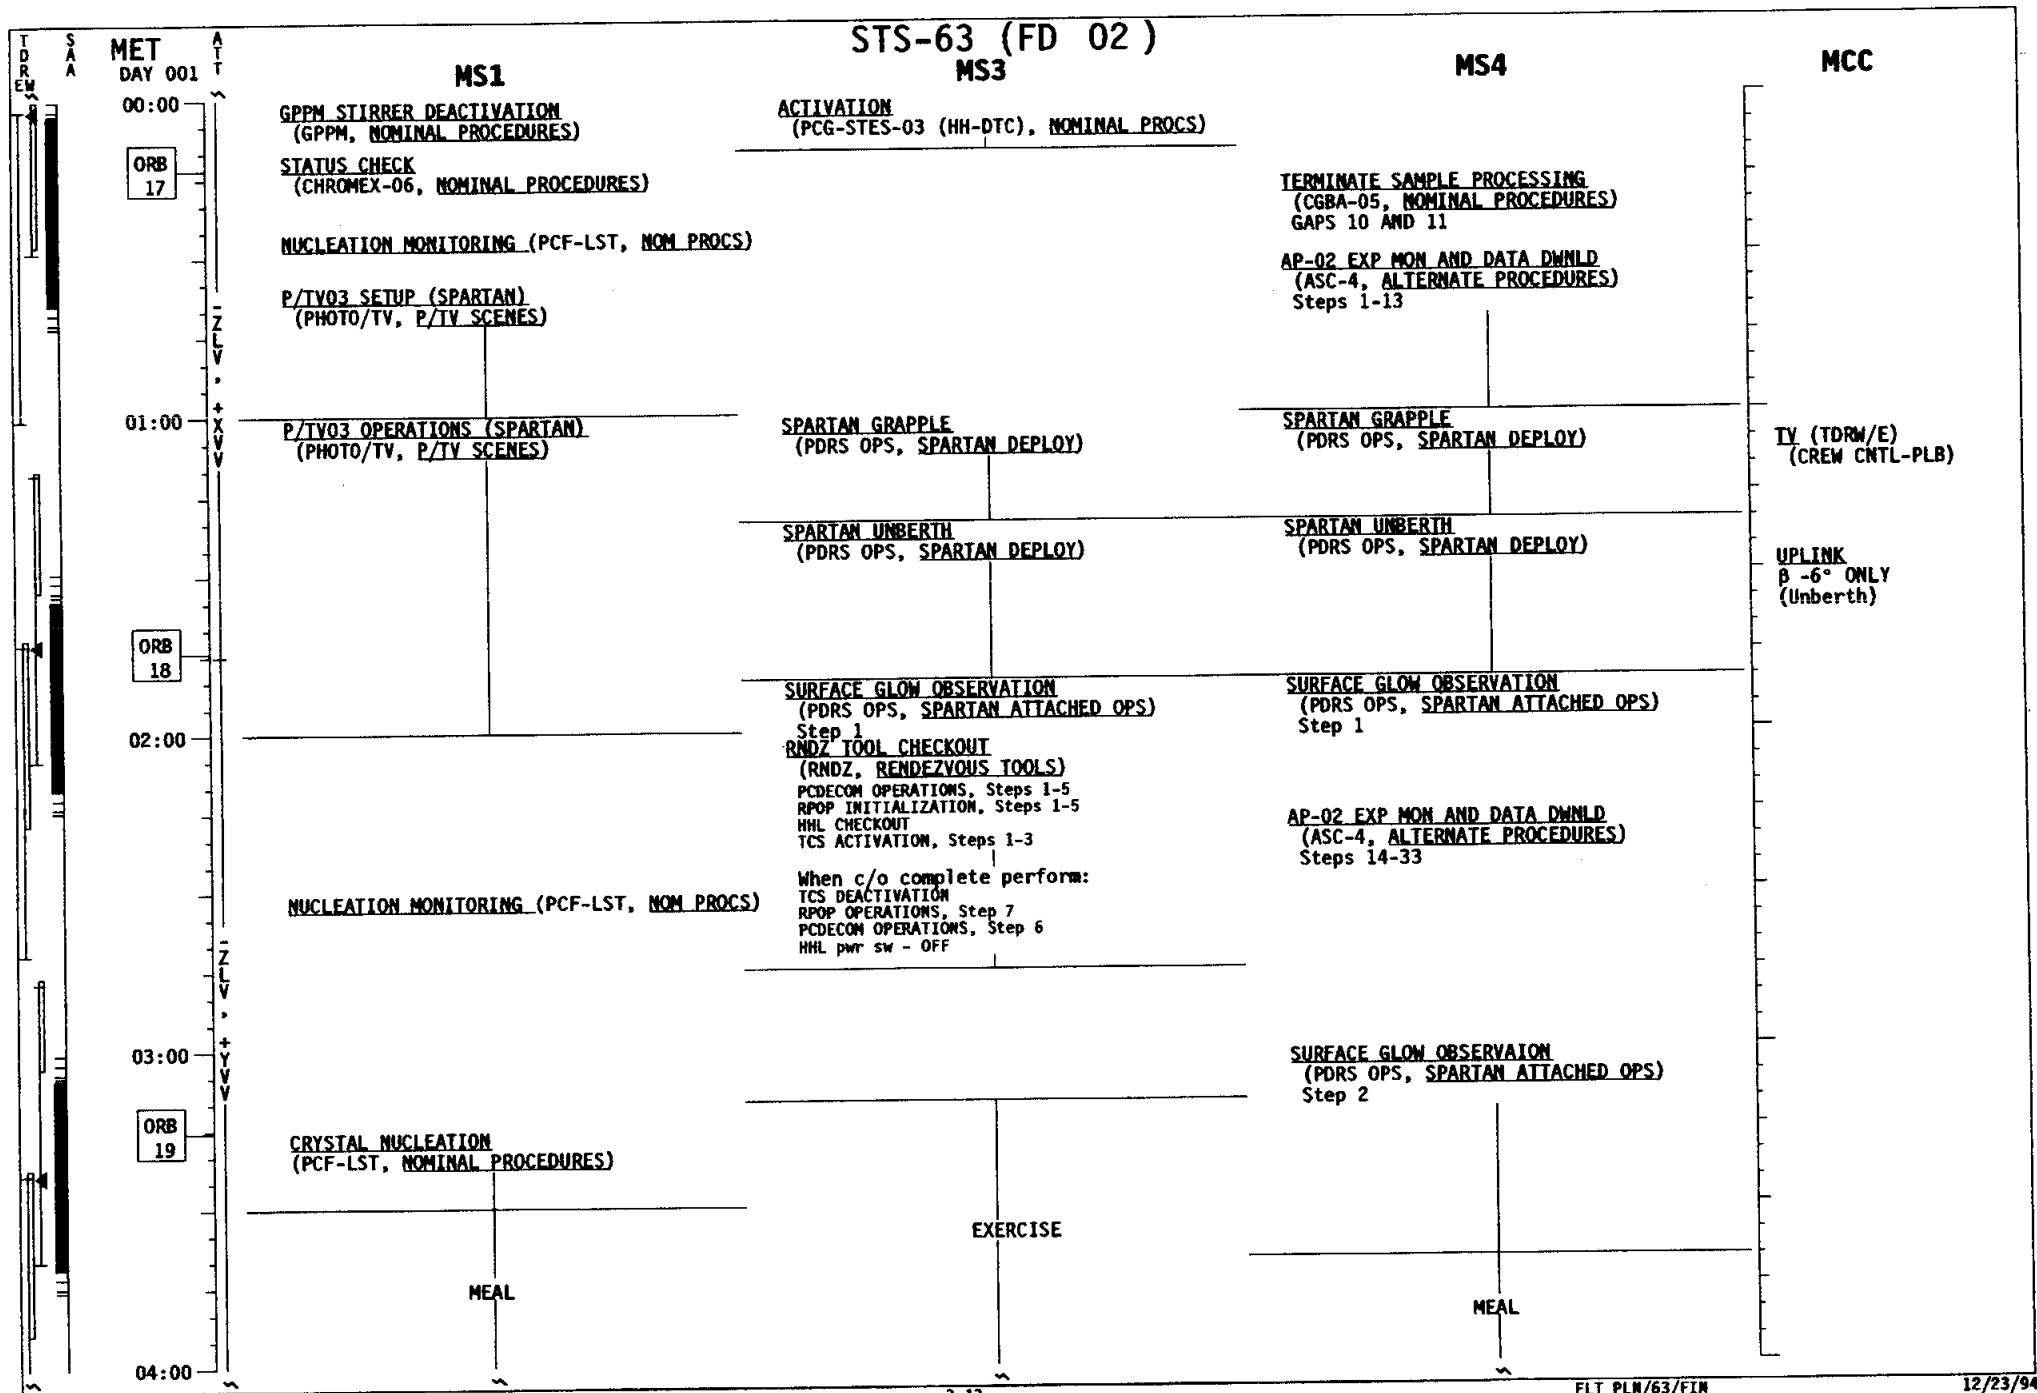 STS-63 (FD 02)
TDRE W
SAA
MET
DAY 001
ATT
MS1
MS3
MS4
MCC
00:00
ORB
17
01:00
ORB
18
02:00
03:00
ORB
19
04:00
-ZLV, +XVV
-ZLV, +YVV
GPPM STIRRER DEACTIVATION
(GPPM, NOMINAL PROCEDURES)
STATUS CHECK
(CHROMEX-06, NOMINAL PROCEDURES)
NUCLEATION MONITORING (PCF-LST, NOM PROCS)
P/TV03 SETUP (SPARTAN)
(PHOTO/TV, P/TV SCENES)
P/TV03 OPERATIONS (SPARTAN)
(PHOTO/TV, P/TV SCENES)
NUCLEATION MONITORING (PCF-LST, NOM PROCS)
CRYSTAL NUCLEATION
(PCF-LST, NOMINAL PROCEDURES)
MEAL
ACTIVATION
(PCG-STES-03 (HH-DTC), NOMINAL PROCS)
SPARTAN GRAPPLE
(PDRS OPS, SPARTAN DEPLOY)
SPARTAN UNBERTH
(PDRS OPS, SPARTAN DEPLOY)
SURFACE GLOW OBSERVATION
(PDRS OPS, SPARTAN ATTACHED OPS)
Step 1
RNDZ TOOL CHECKOUT
(RNDZ, RENDEZVOUS TOOLS)
PCDECOM OPERATIONS, Steps 1-5
RPOP INITIALIZATION, Steps 1-5
HHL CHECKOUT
TCS ACTIVATION, Steps 1-3
When c/o complete perform:
TCS DEACTIVATION
RPOP OPERATIONS, Step 7
PCDECOM OPERATIONS, Step 6
HHL pwr sw - OFF
EXERCISE
TERMINATE SAMPLE PROCESSING
(CGBA-05, NOMINAL PROCEDURES)
GAPS 10 AND 11
AP-02 EXP MON AND DATA DWNLD
(ASC-4, ALTERNATE PROCEDURES)
Steps 1-13
SPARTAN GRAPPLE
(PDRS OPS, SPARTAN DEPLOY)
SPARTAN UNBERTH
(PDRS OPS, SPARTAN DEPLOY)
SURFACE GLOW OBSERVATION
(PDRS OPS, SPARTAN ATTACHED OPS)
Step 1
AP-02 EXP MON AND DATA DWNLD
(ASC-4, ALTERNATE PROCEDURES)
Steps 14-33
SURFACE GLOW OBSERVAION
(PDRS OPS, SPARTAN ATTACHED OPS)
Step 2
MEAL
TV (TDRW/E)
(CREW CNTL-PLB)
UPLINK
β -6° ONLY
(Unberth)
FLT PLN/63/FIN
12/23/94